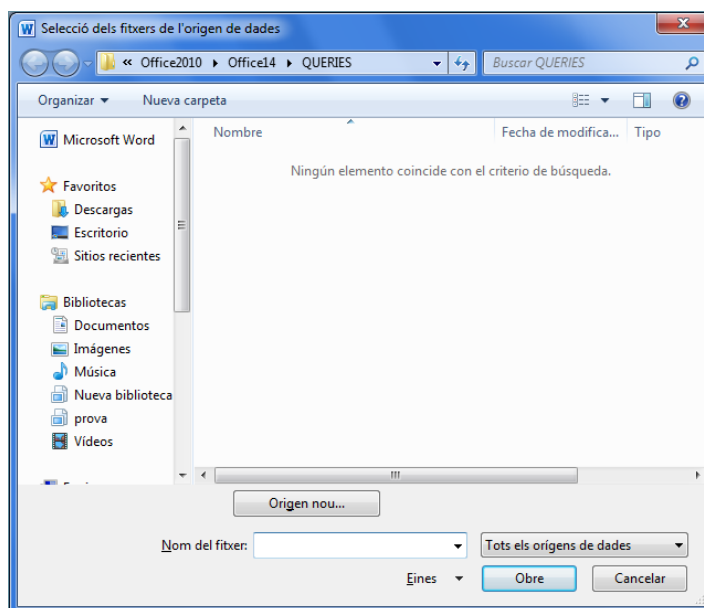 Selecció dels fitxers de l'origen de dades
« Office2010 Office14 QUERIES
Buscar QUERIES
Organizar Nueva carpeta
Microsoft Word
Favoritos
Descargas
Escritorio
Sitios recientes
Bibliotecas
Documentos
Imágenes
Música
Nueva biblioteca
prova
Vídeos
Nombre Fecha de modifica... Tipo
Ningún elemento coincide con el criterio de búsqueda.
Origen nou...
Nom del fitxer:
Tots els orígens de dades
Eines Obre Cancelar